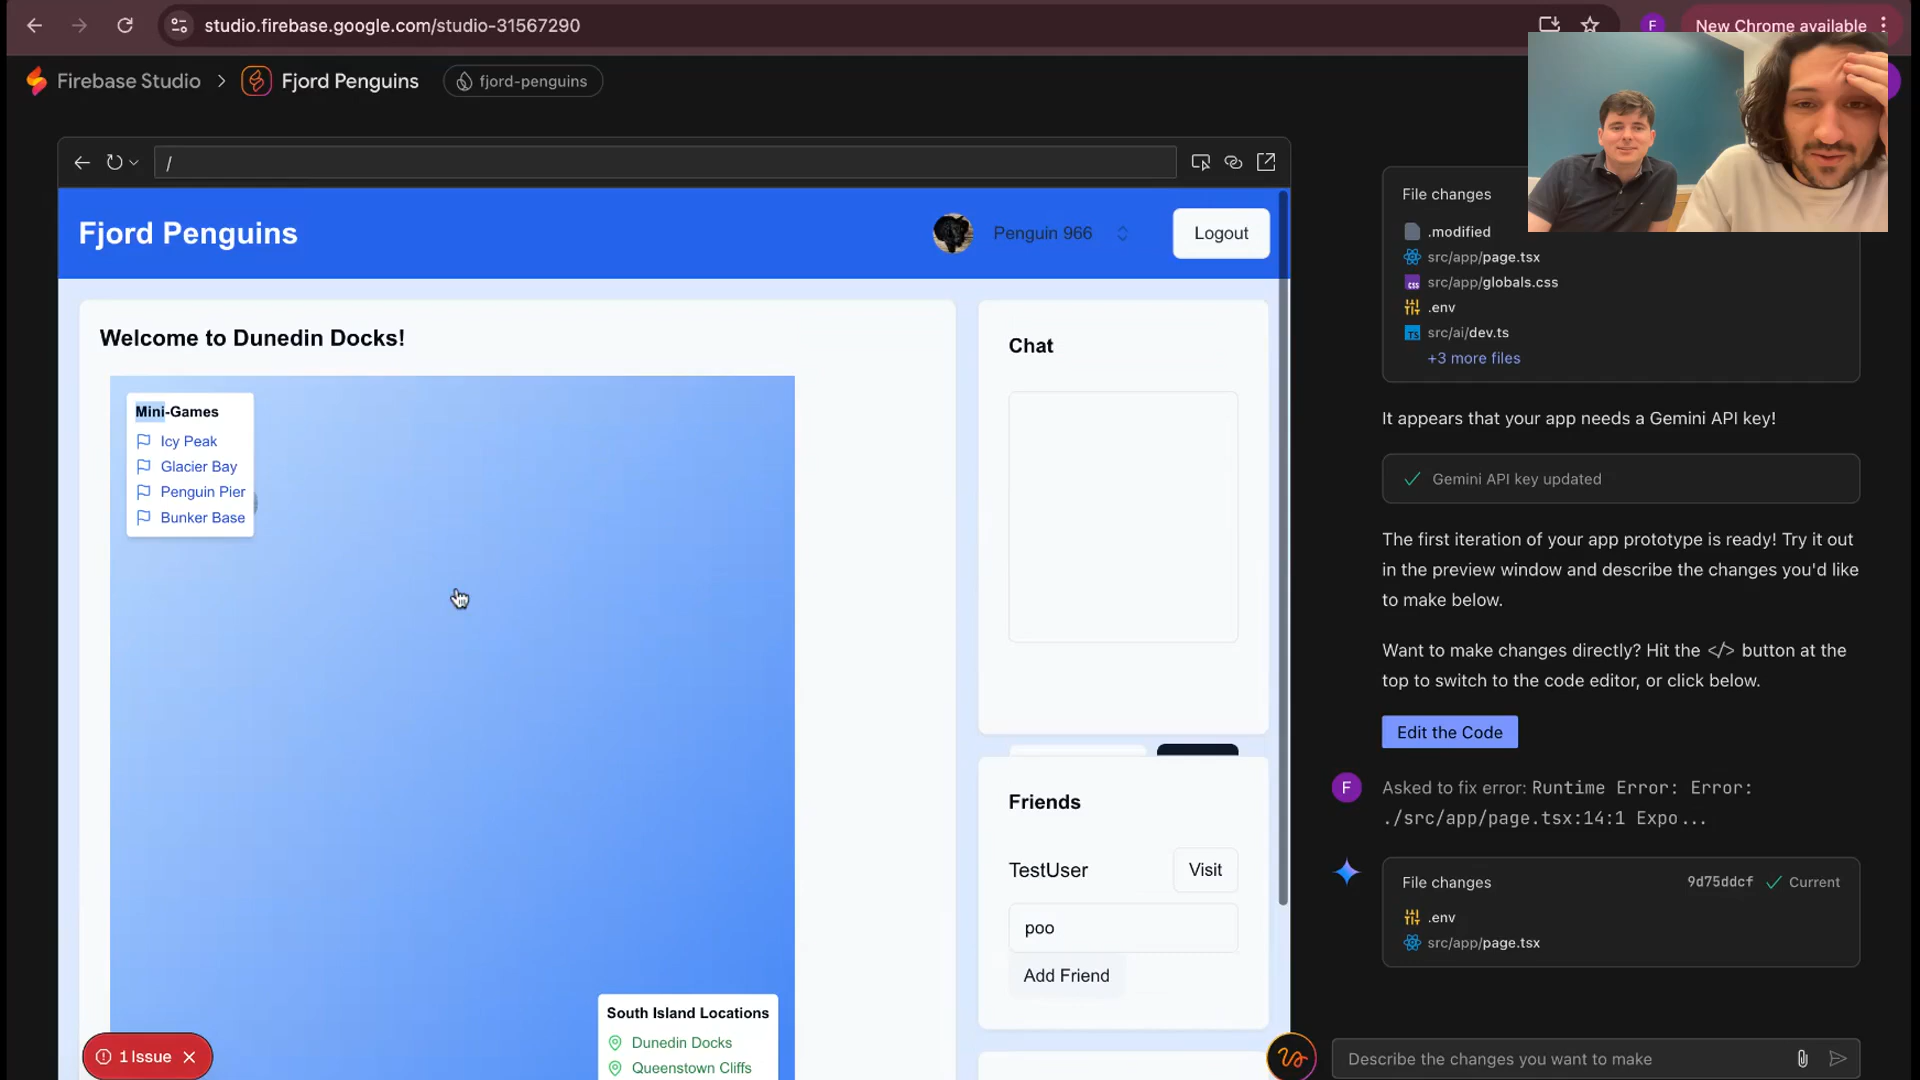 studio.firebase.google.com/studio-31567290
F
New Chrome available
Firebase Studio
Fjord Penguins
fjord-penguins
/
Fjord Penguins
Penguin 966
Logout
Welcome to Dunedin Docks!
Mini-Games
Icy Peak
Glacier Bay
Penguin Pier
Bunker Base
South Island Locations
Dunedin Docks
Queenstown Cliffs
1 Issue
Chat
Friends
TestUser
Visit
poo
Add Friend
File changes
.modified
src/app/page.tsx
css
src/app/globals.css
.env
TS
src/ai/dev.ts
+3 more files
It appears that your app needs a Gemini API key!
Gemini API key updated
The first iteration of your app prototype is ready! Try it out
in the preview window and describe the changes you'd like
to make below.
Want to make changes directly? Hit the </> button at the
top to switch to the code editor, or click below.
Edit the Code
F
Asked to fix error: Runtime Error: Error:
./src/app/page.tsx:14:1 Expo...
File changes
9d75ddcf
Current
.env
src/app/page.tsx
Describe the changes you want to make